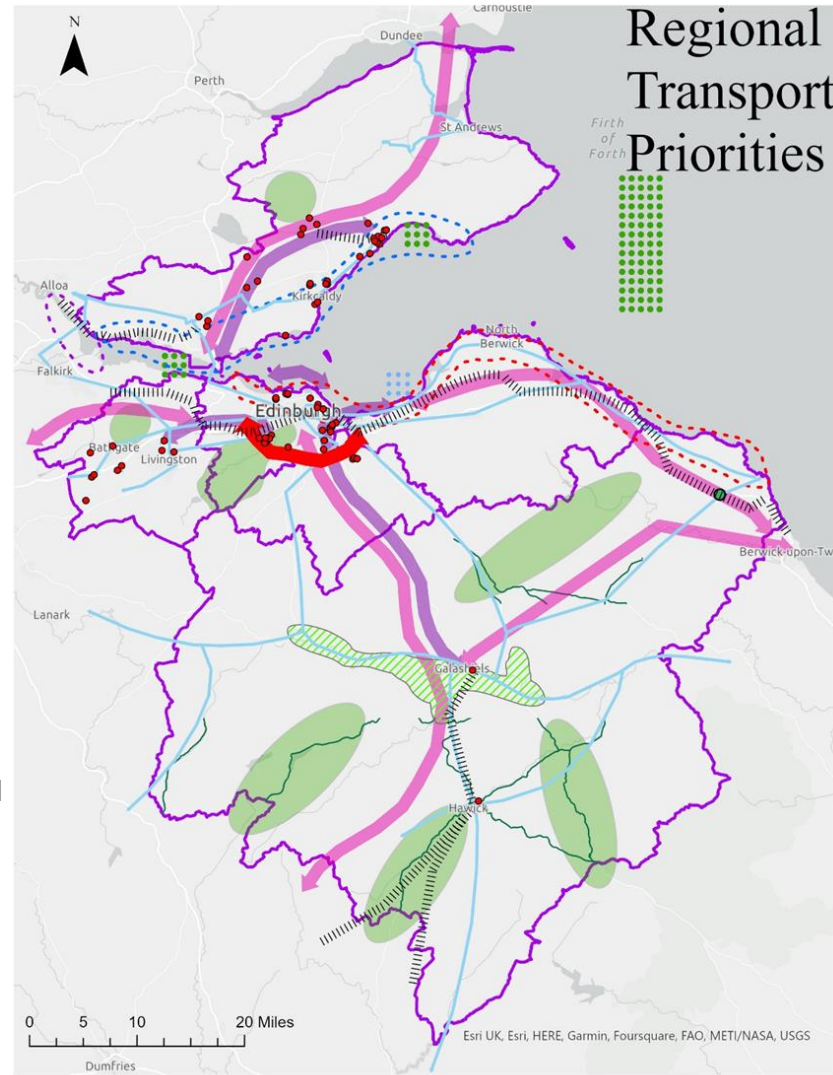 N
Carnoustie
Regional
Transport
Priorities
Dundee
Perth
St Andrews
Firth
of
Forth
Alloa
Kirkcaldy
North
Berwick
Falkirk
Edinburgh
Bathgate
Livingston
Berwick-upon-Tw
Lanark
Galashiels
Hawick
0 5 10 20 Miles
Esri UK, Esri, HERE, Garmin, Foursquare, FAO, METI/NASA, USGS
Dumfries